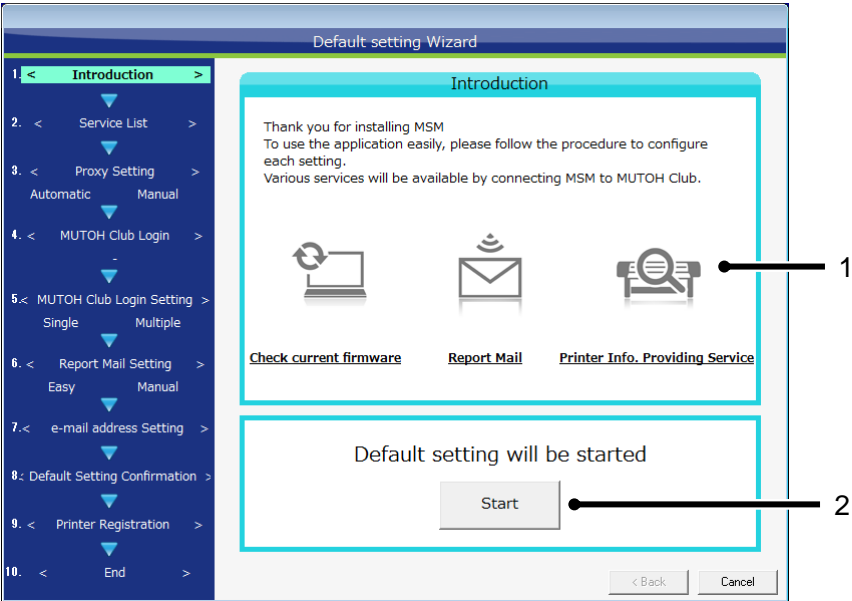 Default setting Wizard
1. < Introduction >
2. < Service List >
3. < Proxy Setting >
Automatic Manual
4. < MUTOH Club Login >
-
5.< MUTOH Club Login Setting >
Single Multiple
6. < Report Mail Setting >
Easy Manual
7.< e-mail address Setting >
8.< Default Setting Confirmation >
9. < Printer Registration >
10. < End >
Introduction
Thank you for installing MSM
To use the application easily, please follow the procedure to configure
each setting.
Various services will be available by connecting MSM to MUTOH Club.
Check current firmware Report Mail Printer Info. Providing Service
1
Default setting will be started
Start
2
< Back Cancel